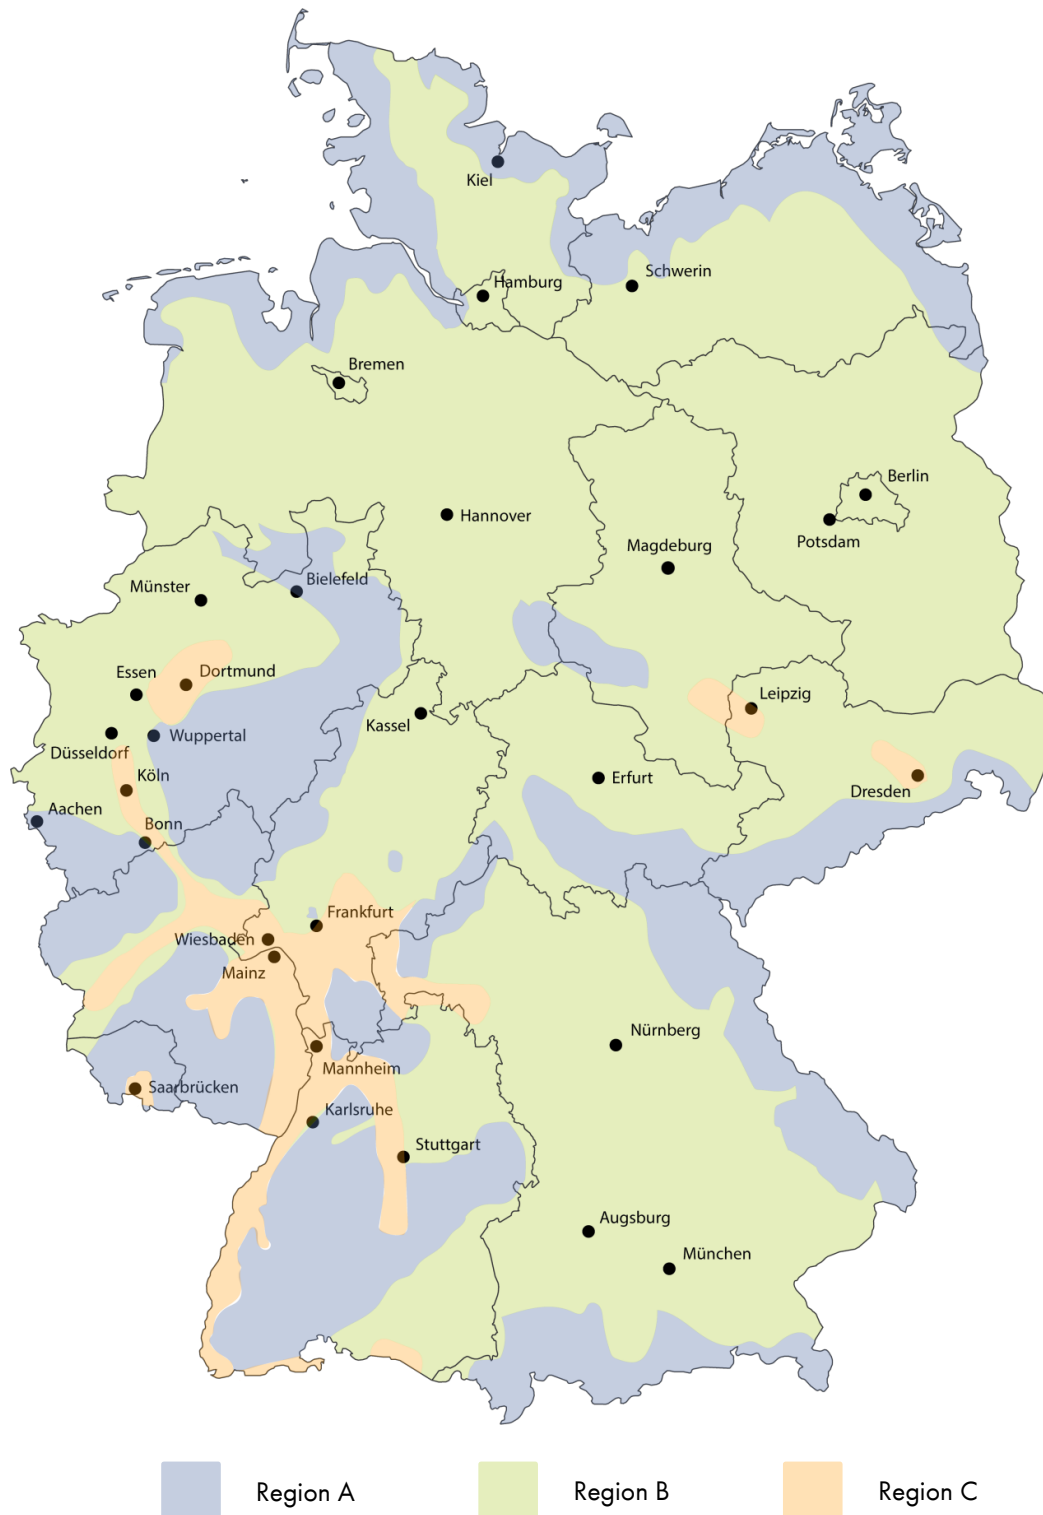 Kiel
Schwerin
Hamburg
Bremen
Berlin
Hannover
Potsdam
Magdeburg
Bielefeld
Münster
Essen
Dortmund
Leipzig
Kassel
Wuppertal
Düsseldorf
Köln
Erfurt
Dresden
Aachen
Bonn
Frankfurt
Wiesbaden
Mainz
Nürnberg
Mannheim
Saarbrücken
Karlsruhe
Stuttgart
Augsburg
München
Region A
Region B
Region C